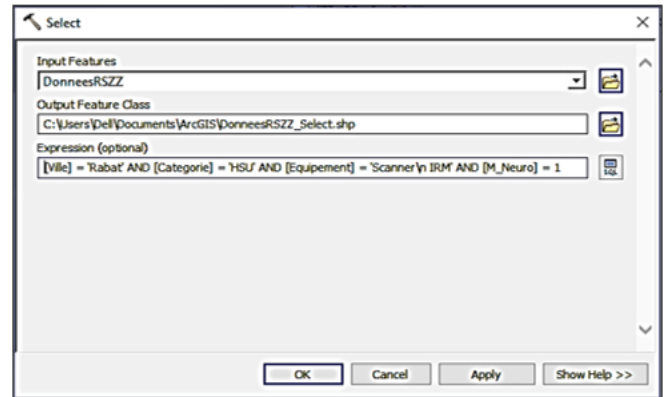 Select
Input Features
DonneesRSZZ
Output Feature Class
C:\Users\Dell\Documents\ArcGIS\DonneesRSZZ_Select.shp
Expression (optional)
[Ville] = 'Rabat' AND [Categorie] = 'HSU' AND [Equipement] = 'Scanner\n IRM' AND [M_Neuro] = 1
SQL
OK
Cancel
Apply
Show Help >>